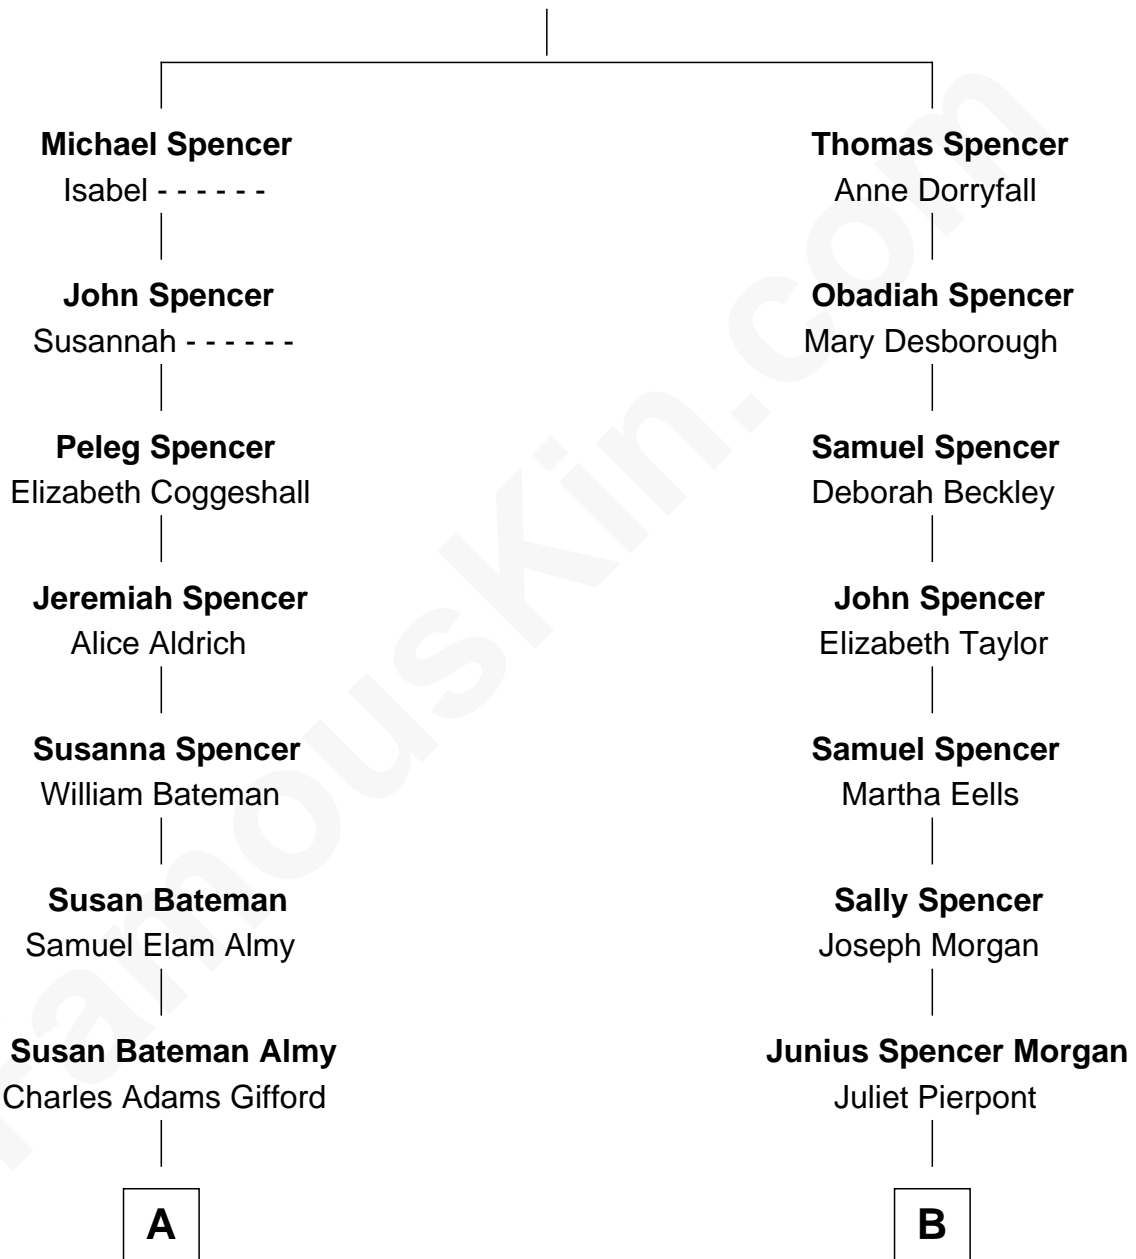 Michael Spencer
Isabel - - - - - -
Thomas Spencer
Anne Dorryfall
John Spencer
Susannah - - - - - -
Obadiah Spencer
Mary Desborough
Peleg Spencer
Elizabeth Coggeshall
Samuel Spencer
Deborah Beckley
Jeremiah Spencer
Alice Aldrich
John Spencer
Elizabeth Taylor
Susanna Spencer
William Bateman
Samuel Spencer
Martha Eells
Susan Bateman
Samuel Elam Almy
Sally Spencer
Joseph Morgan
Susan Bateman Almy
Charles Adams Gifford
Junius Spencer Morgan
Juliet Pierpont
A
B
famouskin.com